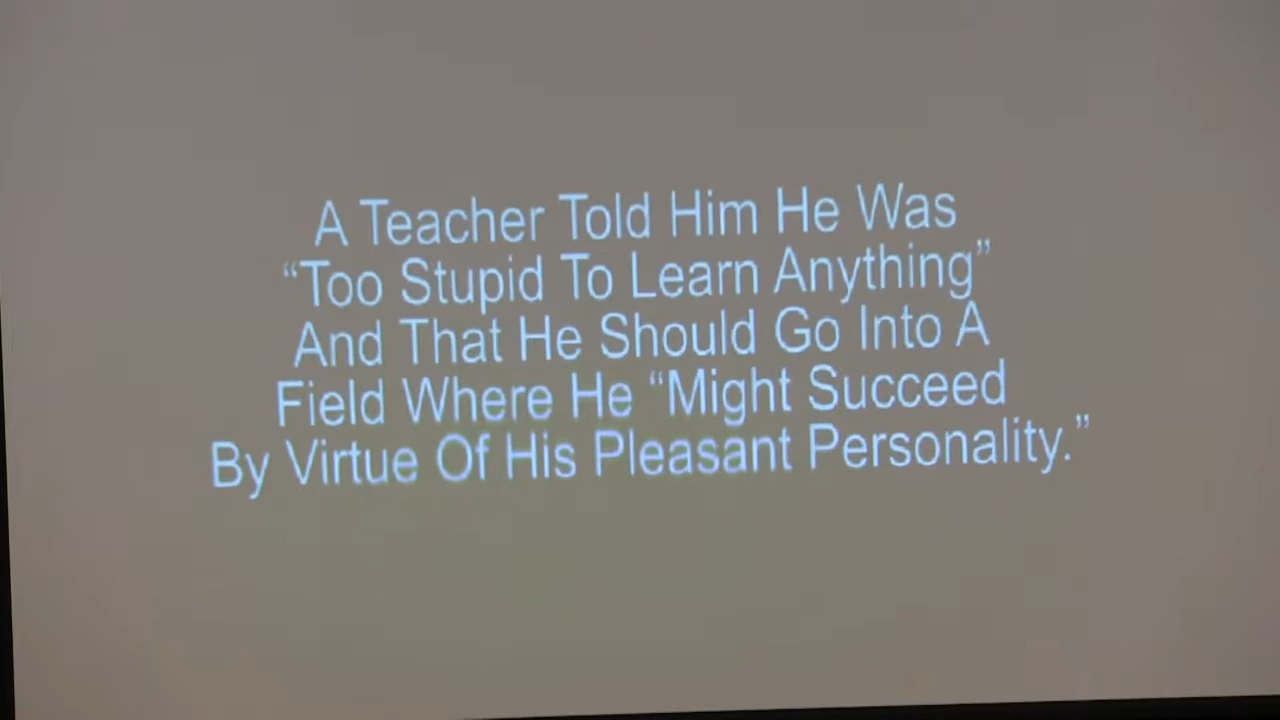 A Teacher Told Him He Was
“Too Stupid To Learn Anything”
And That He Should Go Into A
Field Where He “Might Succeed
By Virtue Of His Pleasant Personality.”